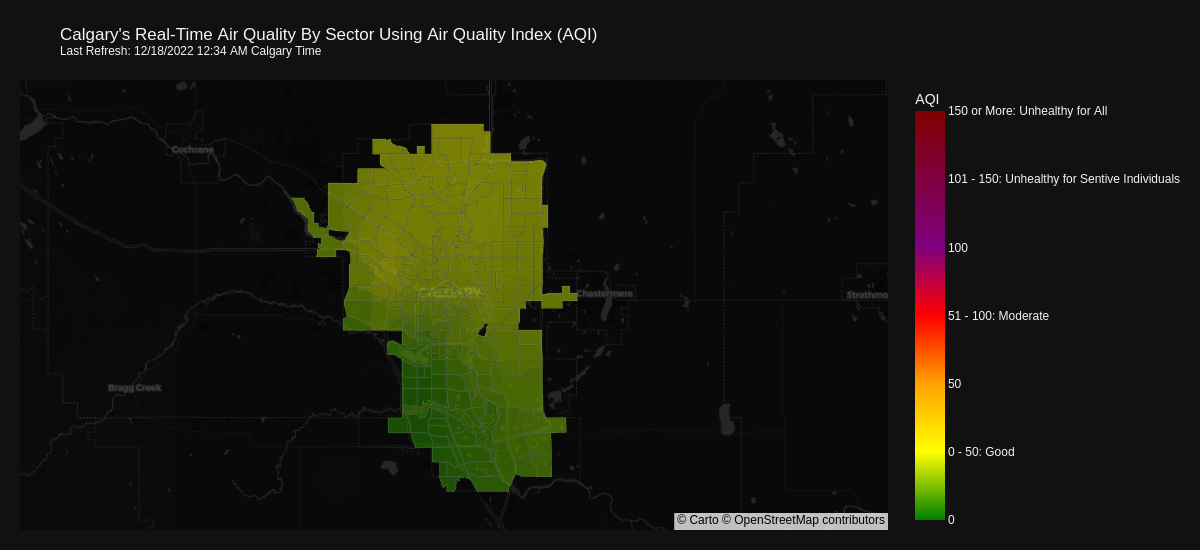 Calgary's Real-Time Air Quality By Sector Using Air Quality Index (AQI)
Last Refresh: 12/18/2022 12:34 AM Calgary Time
AQI
150 or More: Unhealthy for All
Cochrane
101 - 150: Unhealthy for Sentive Individuals
100
CALGARY
Chestermere
Strathmo
51 - 100: Moderate
50
Bragg Creek
0 - 50: Good
0
© Carto © OpenStreetMap contributors